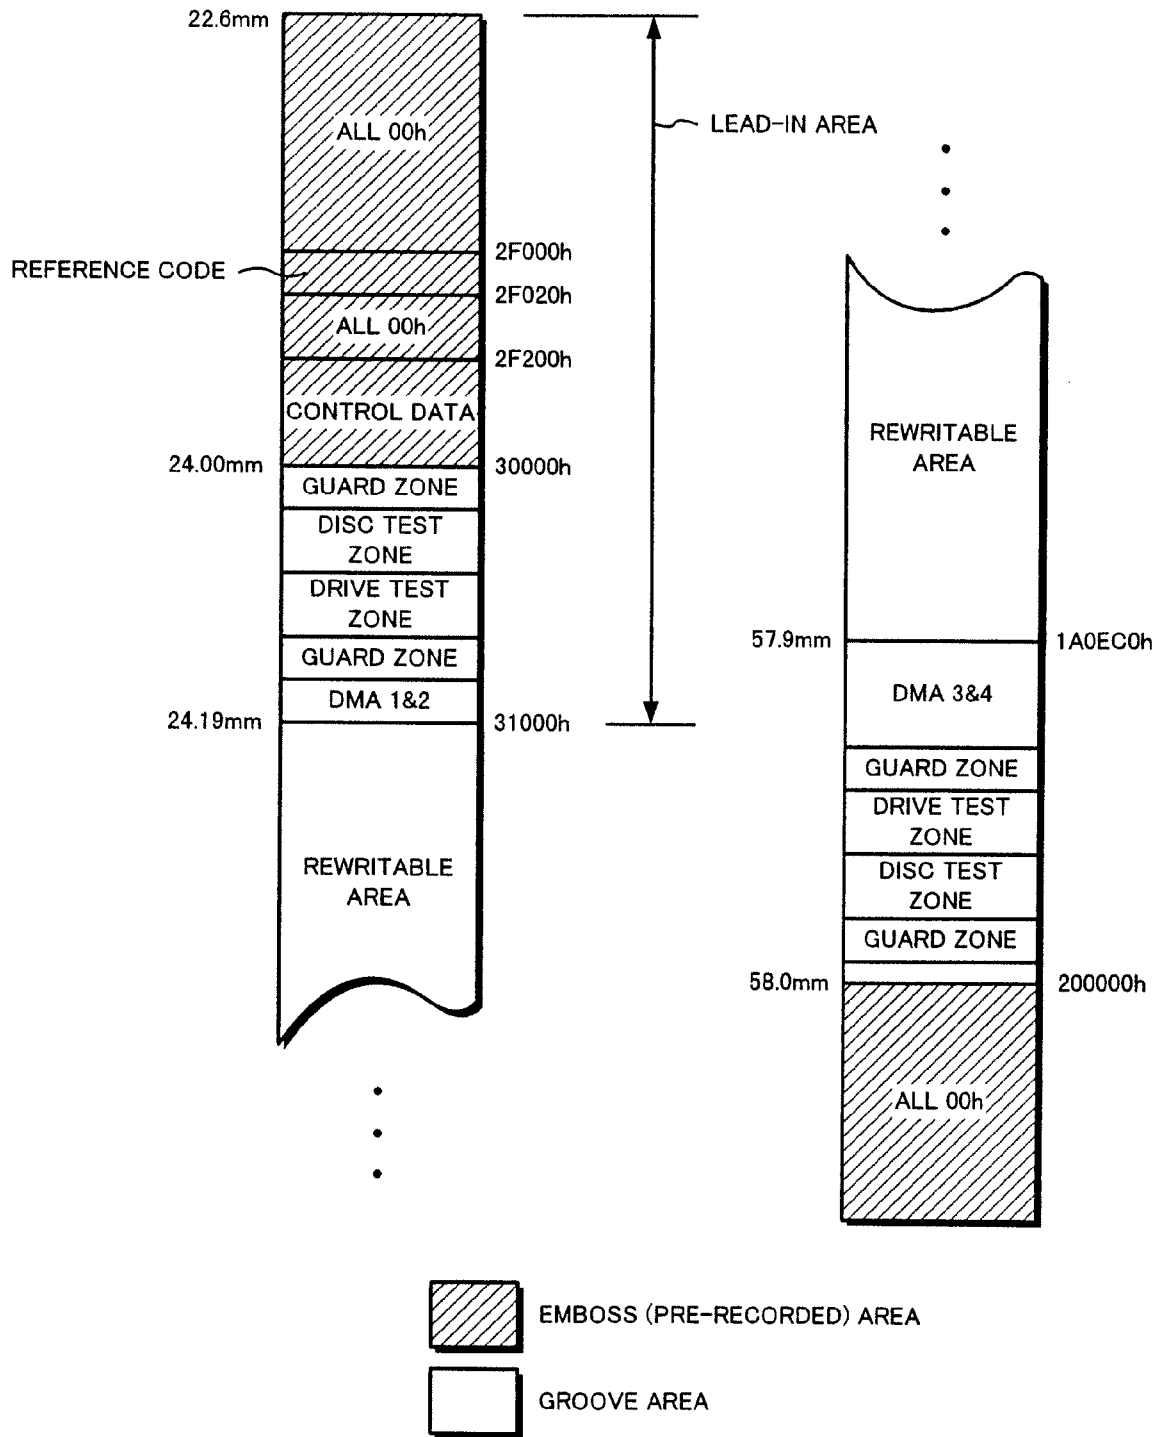 22.6mm
ALL 00h
LEAD-IN AREA
2F000h
REFERENCE CODE
2F020h
ALL 00h
2F200h
CONTROL DATA
24.00mm
30000h
GUARD ZONE
DISC TEST
ZONE
DRIVE TEST
ZONE
GUARD ZONE
DMA 1&2
24.19mm
31000h
REWRITABLE
AREA
REWRITABLE
AREA
57.9mm
1A0EC0h
DMA 3&4
GUARD ZONE
DRIVE TEST
ZONE
DISC TEST
ZONE
GUARD ZONE
58.0mm
200000h
ALL 00h
EMBOSS (PRE-RECORDED) AREA
GROOVE AREA